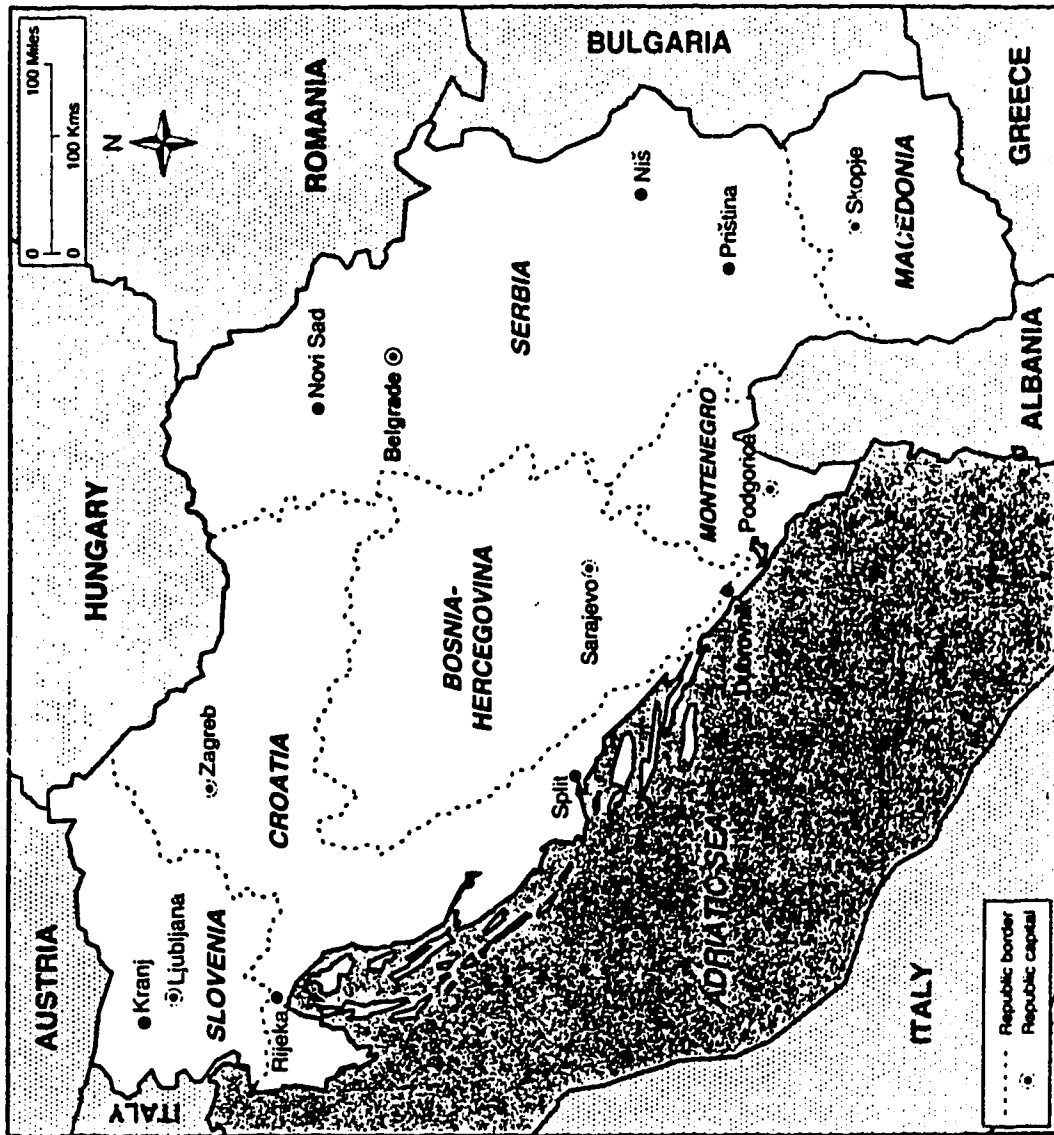 0 100 Miles
0 100 Kms
N
AUSTRIA
HUNGARY
ROMANIA
BULGARIA
GREECE
ALBANIA
ITALY
ITALY
ADRIATIC SEA
SLOVENIA
Kranj
Ljubljana
CROATIA
Zagreb
Rijeka
Split
Dubrovnik
BOSNIA-
HERCEGOVINA
Sarajevo
SERBIA
Novi Sad
Belgrade
Niš
Priština
MONTENEGRO
Podgorica
MACEDONIA
Skopje
Republic border
Republic capital